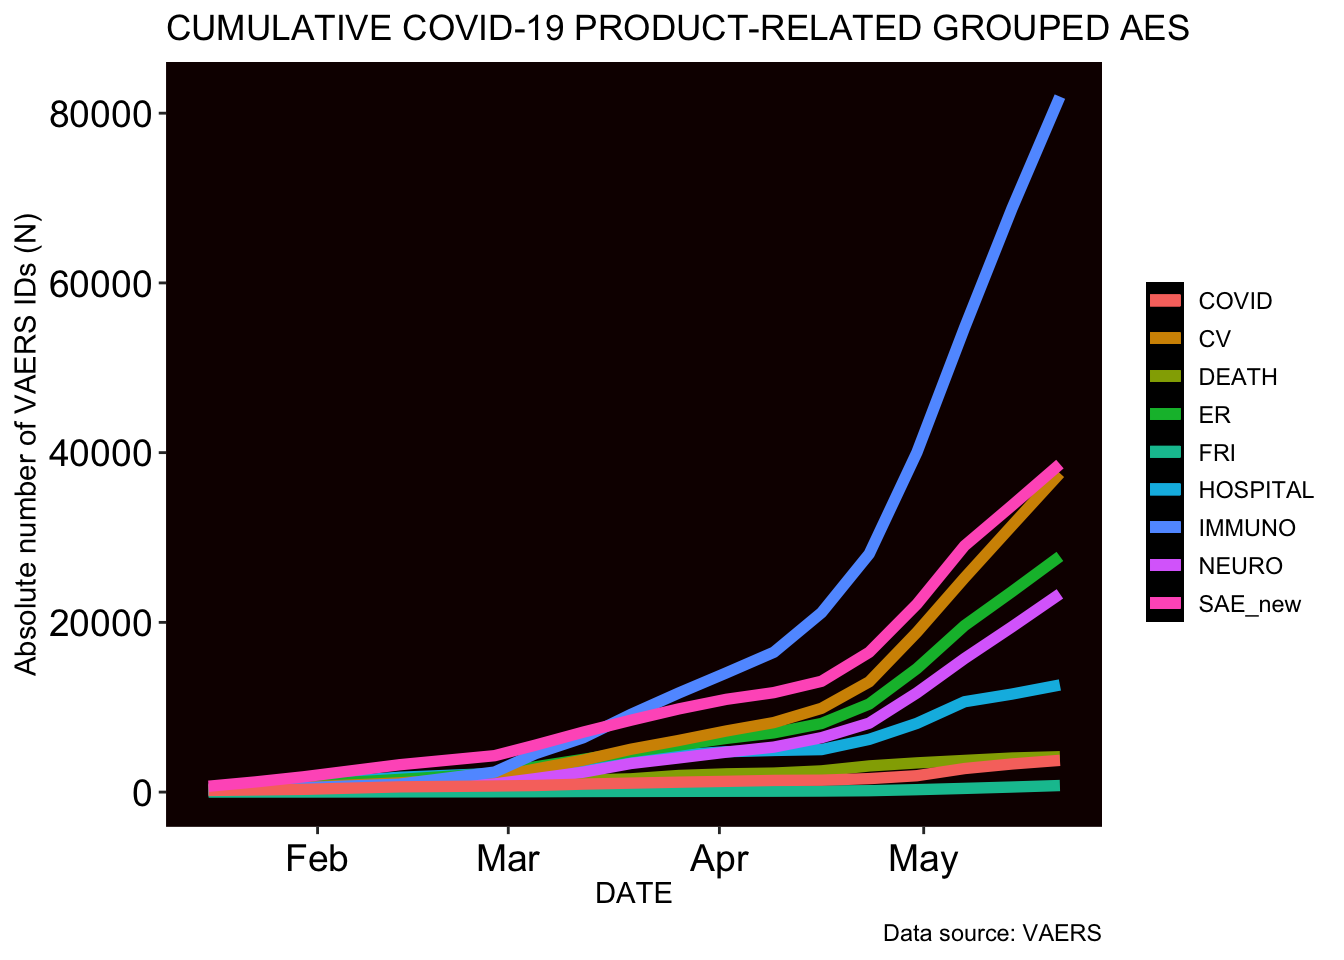 CUMULATIVE COVID-19 PRODUCT-RELATED GROUPED AES
Absolute number of VAERS IDs (N)
80000
60000
40000
20000
0
Feb Mar Apr May
DATE
COVID
CV
DEATH
ER
FRI
HOSPITAL
IMMUNO
NEURO
SAE_new
Data source: VAERS